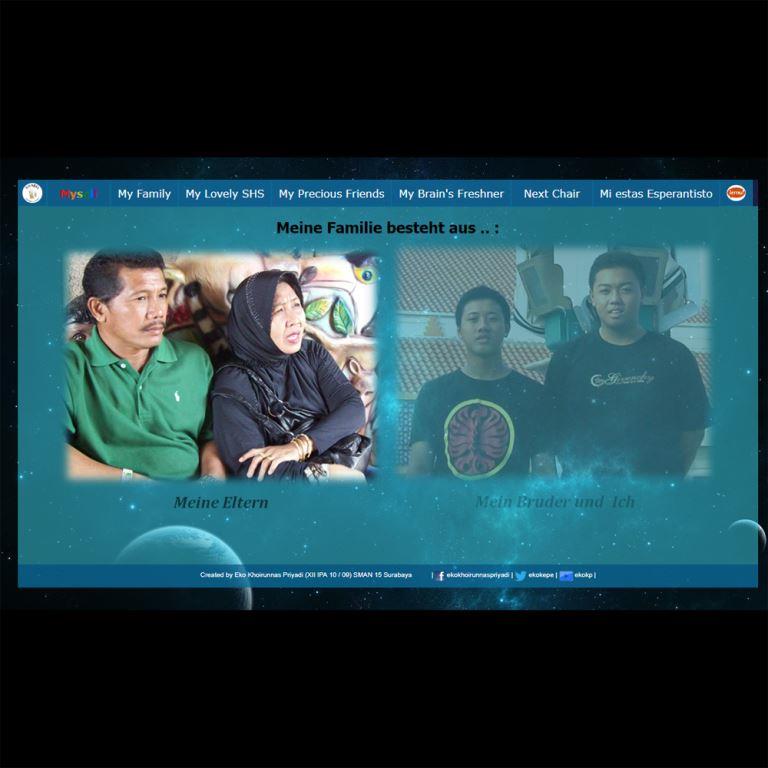 Myself
My Family
My Lovely SHS
My Precious Friends
My Brain's Freshner
Next Chair
Mi estas Esperantisto
Meine Familie besteht aus .. :
Meine Eltern
Mein Bruder und Ich
Created by Eko Khoirunnas Priyadi (XII IPA 10 / 09) SMAN 15 Surabaya | ekokhoirunnaspriyadi | ekokepe | ekokp |